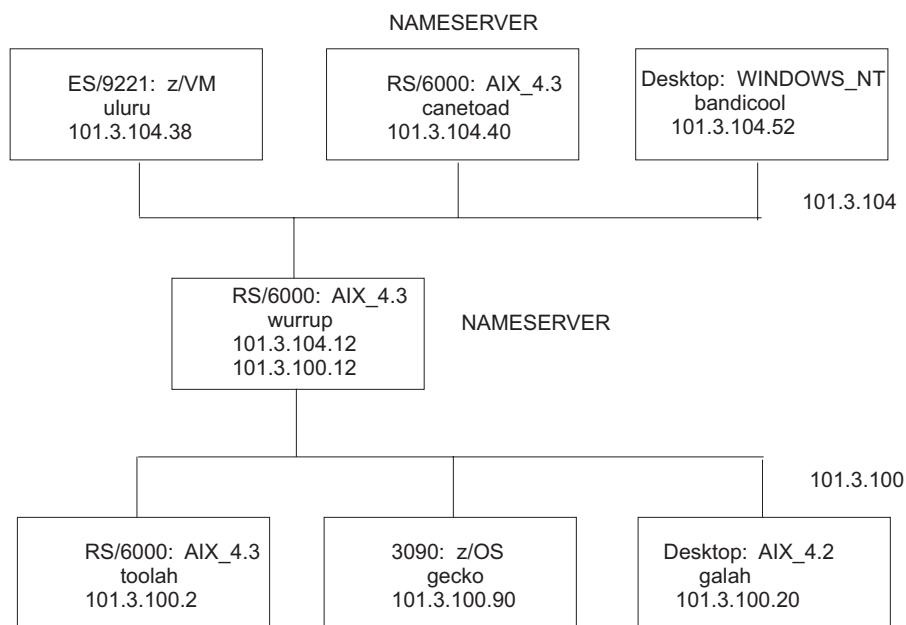 NAMESERVER
ES/9221: z/VM
uluru
101.3.104.38
RS/6000: AIX_4.3
canetoad
101.3.104.40
Desktop: WINDOWS_NT
bandicool
101.3.104.52
101.3.104
RS/6000: AIX_4.3
wurrup
101.3.104.12
101.3.100.12
NAMESERVER
101.3.100
RS/6000: AIX_4.3
toolah
101.3.100.2
3090: z/OS
gecko
101.3.100.90
Desktop: AIX_4.2
galah
101.3.100.20